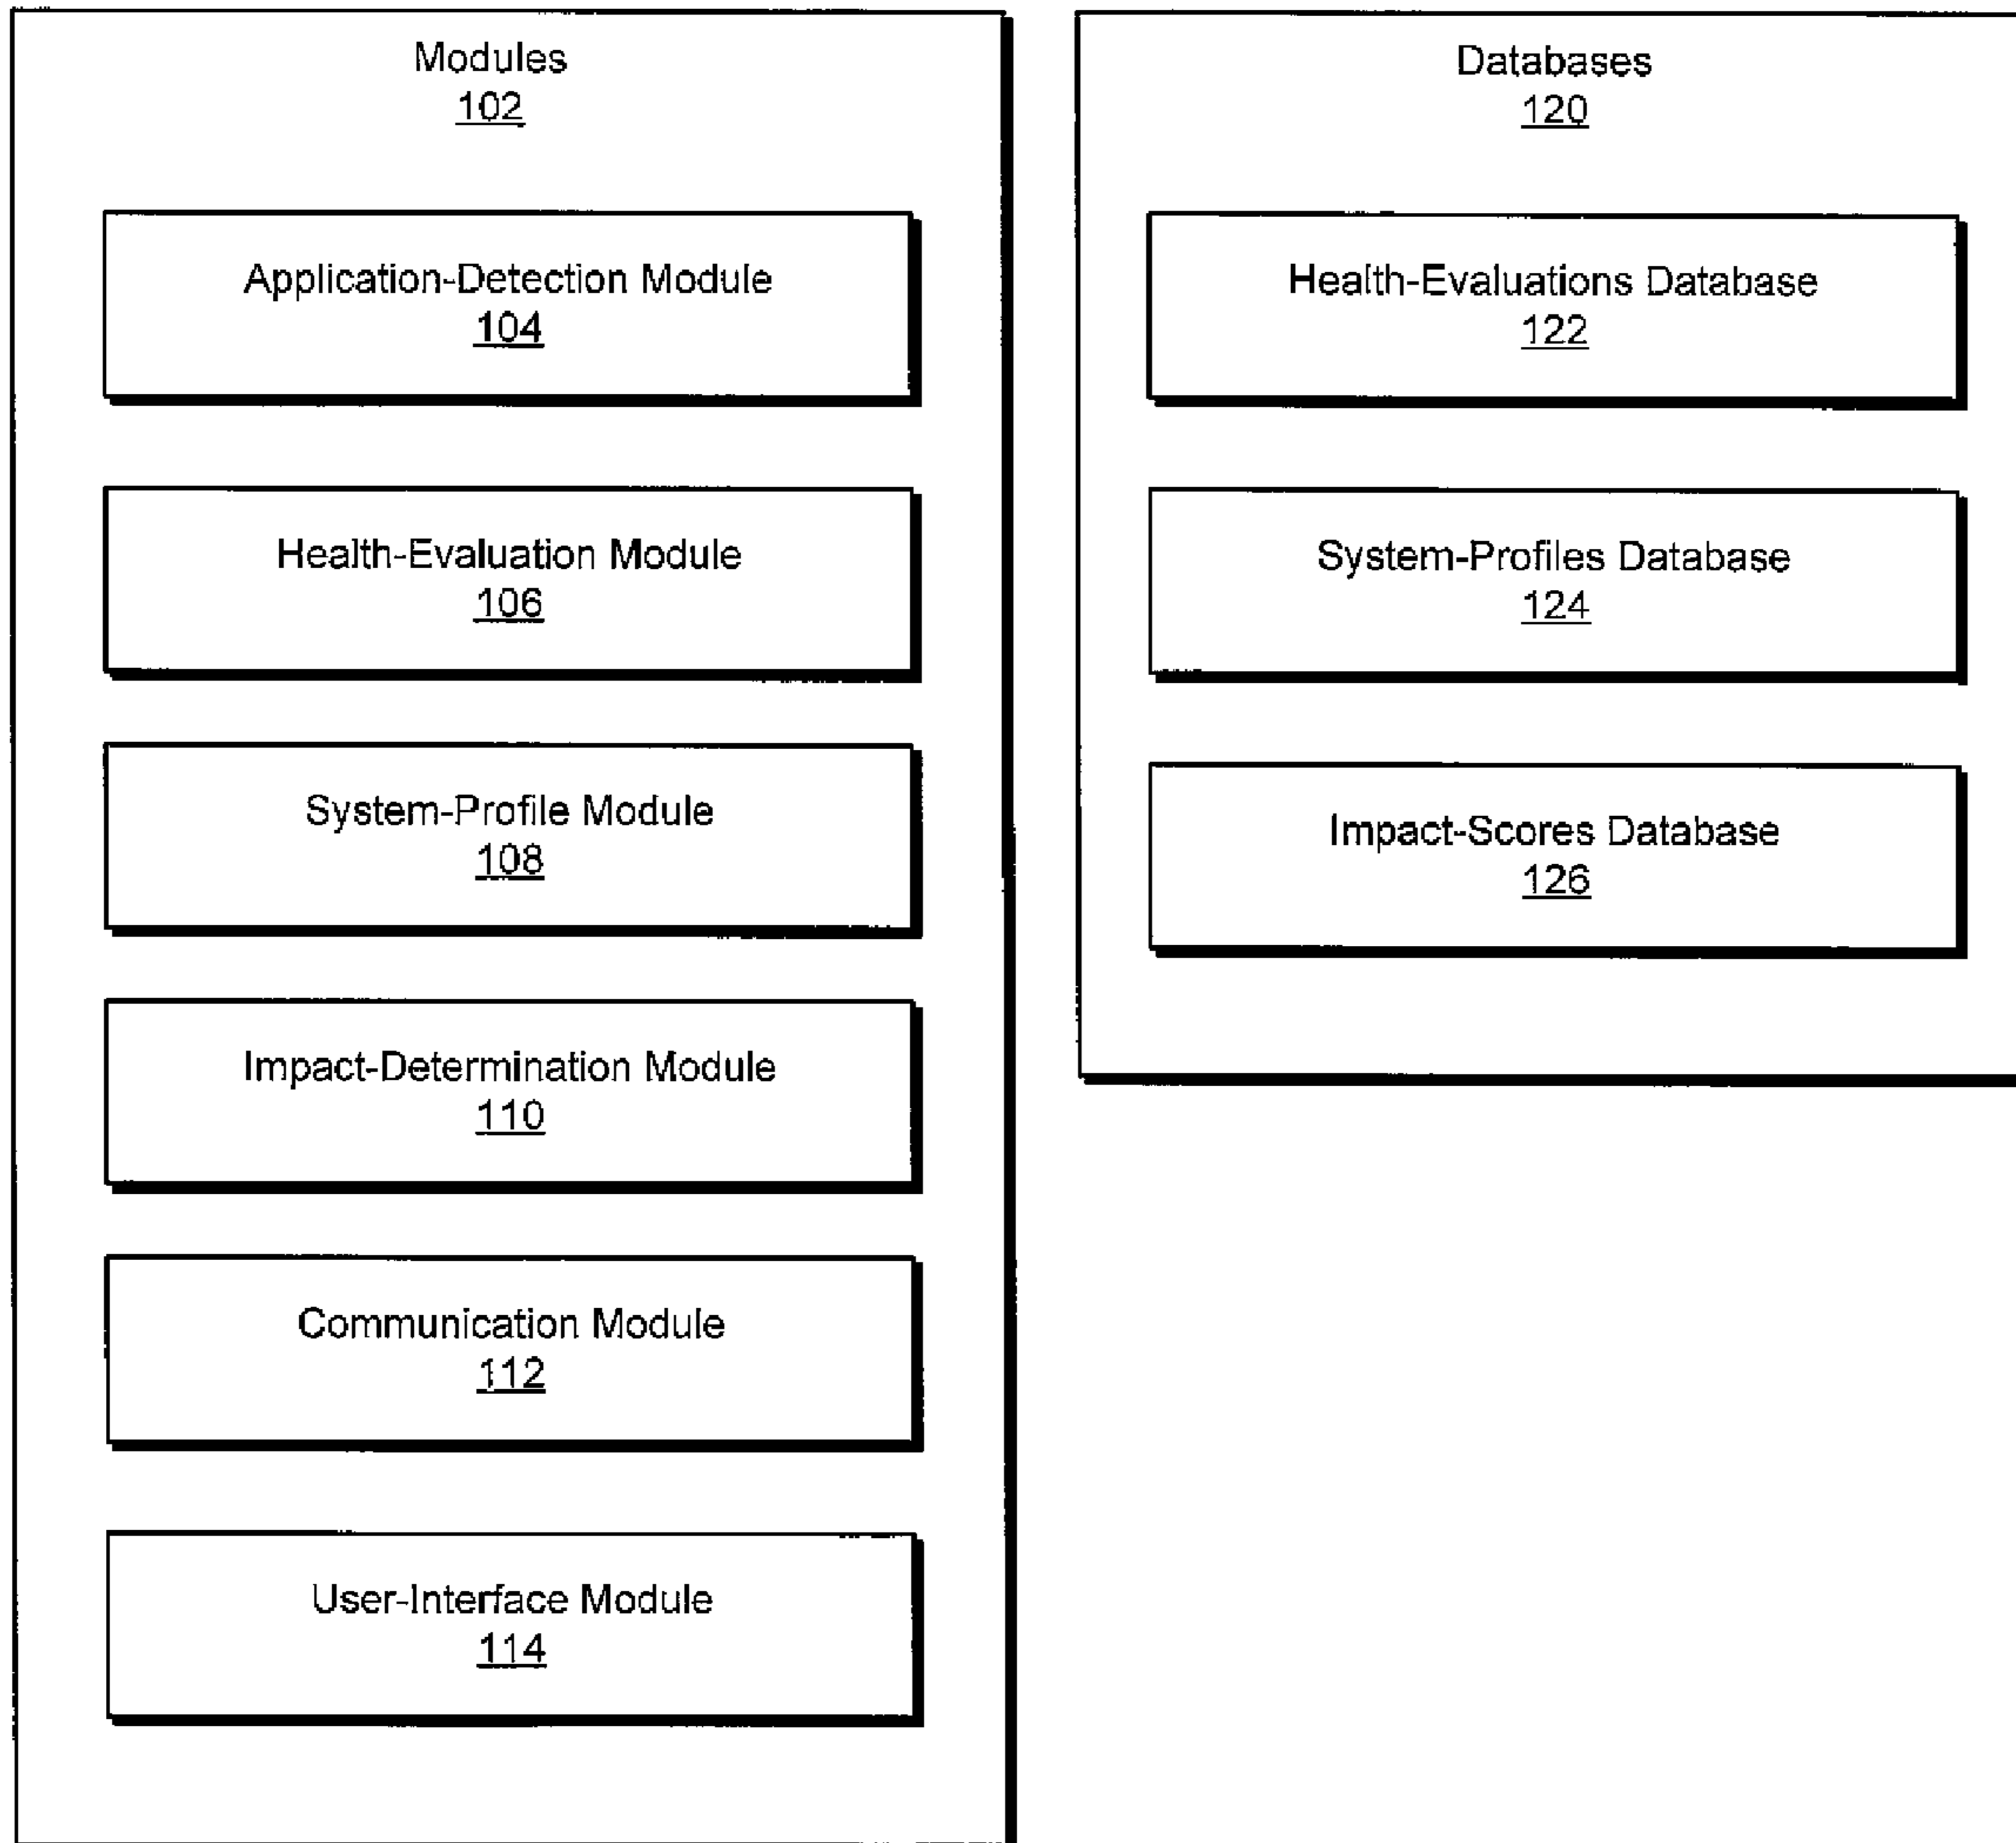 Modules
102
Application-Detection Module
104
Health-Evaluation Module
106
System-Profile Module
108
Impact-Determination Module
110
Communication Module
112
User-Interface Module
114
Databases
120
Health-Evaluations Database
122
System-Profiles Database
124
Impact-Scores Database
126